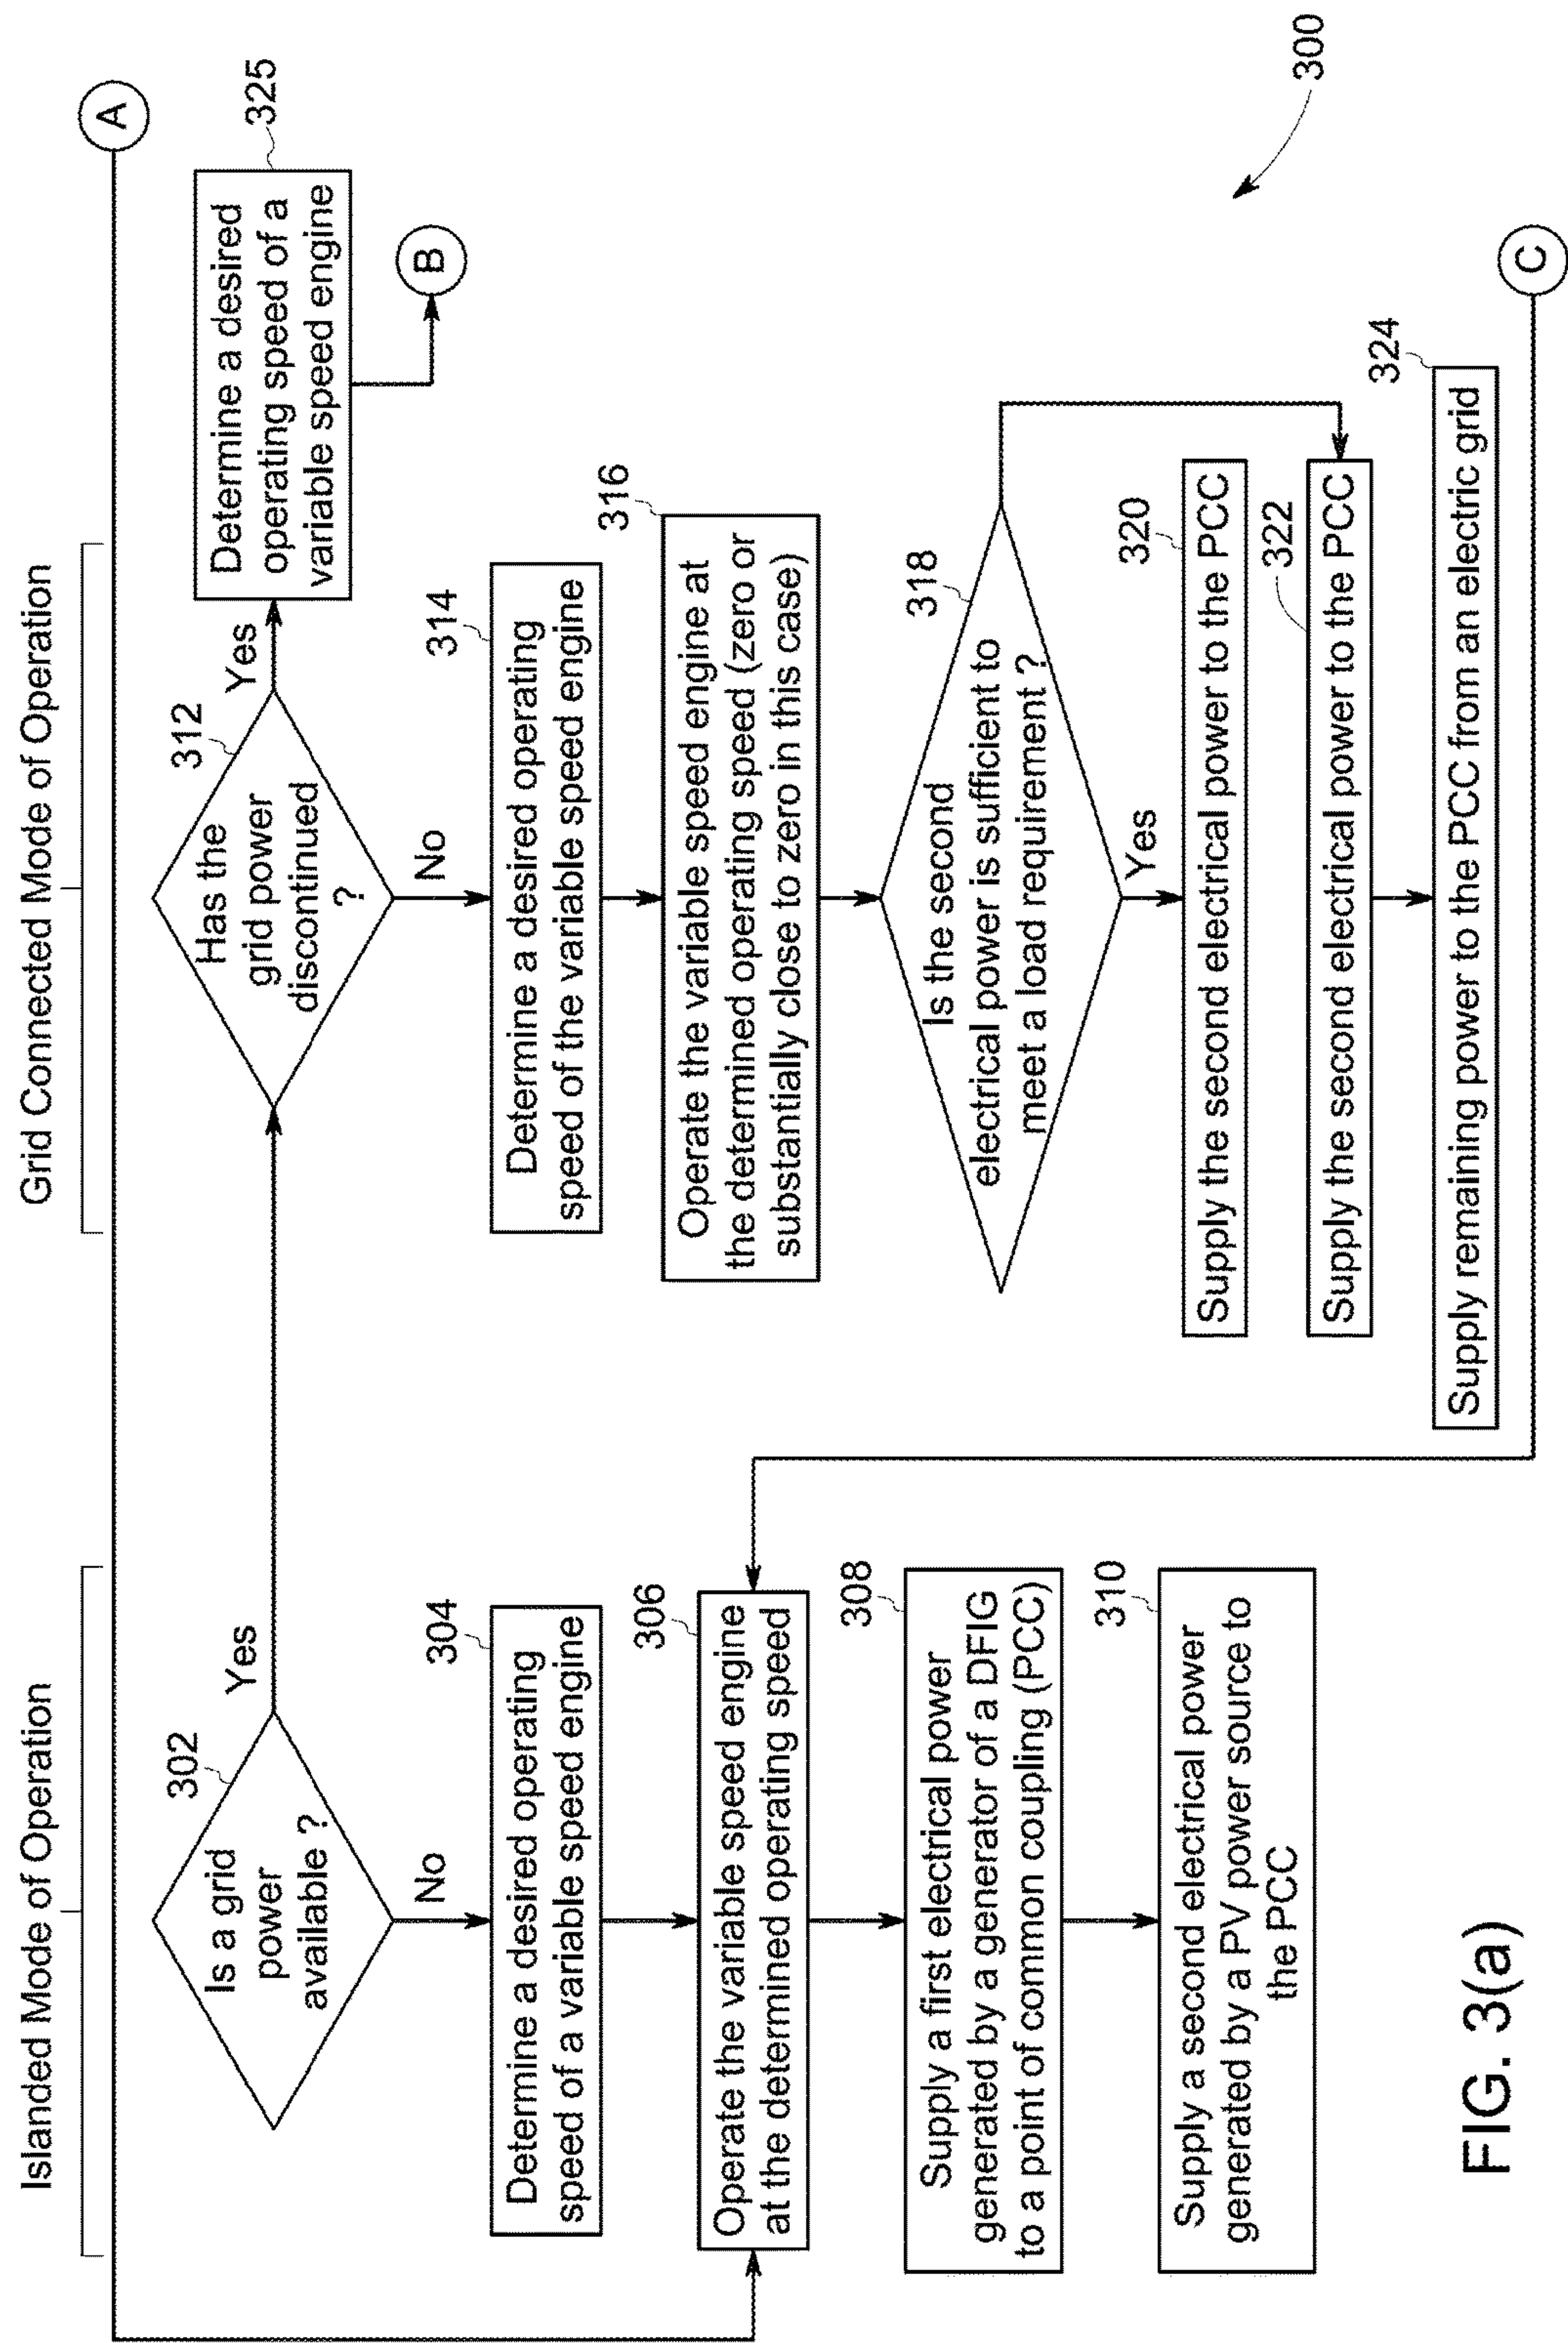 Islanded Mode of Operation
302
Is a grid
power
available ?
Yes
No
304
Determine a desired operating
speed of a variable speed engine
306
Operate the variable speed engine
at the determined operating speed
308
Supply a first electrical power
generated by a generator of a DFIG
to a point of common coupling (PCC)
310
Supply a second electrical power
generated by a PV power source to
the PCC
Grid Connected Mode of Operation
312
Has the
grid power
discontinued
?
Yes
No
325
Determine a desired
operating speed of a
variable speed engine
A
B
314
Determine a desired operating
speed of the variable speed engine
316
Operate the variable speed engine at
the determined operating speed (zero or
substantially close to zero in this case)
318
Is the second
electrical power is sufficient to
meet a load requirement ?
Yes
320
Supply the second electrical power to the PCC
322
Supply the second electrical power to the PCC
324
Supply remaining power to the PCC from an electric grid
C
300
FIG. 3(a)